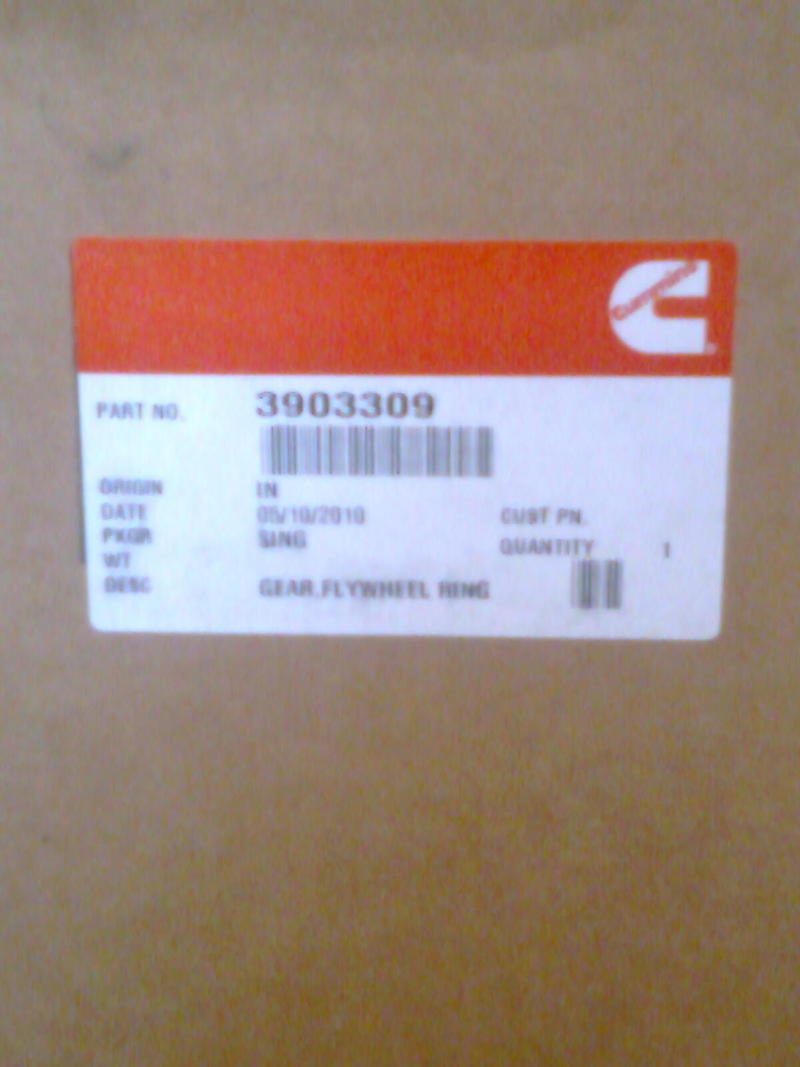 Cummins
PART NO. 3903309
ORIGIN IN
DATE 05/10/2010 CUST PN.
PKGR SING QUANTITY 1
WT
DESC GEAR,FLYWHEEL RING